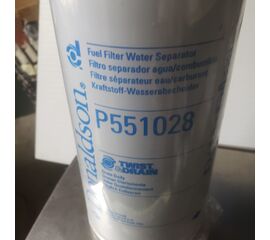 Donaldson®
Fuel Filter Water Separator
Filtro separador agua/combustible
Filtre séparateur eau/carburant
Kraftstoff-Wasserabscheider
P551028
TWIST
DRAIN